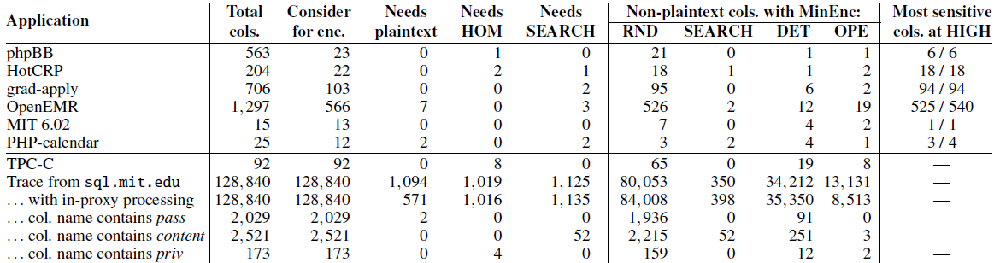 Application Total cols. Consider for enc. Needs plaintext Needs HOM Needs SEARCH Non-plaintext cols. with MinEnc: RND SEARCH DET OPE Most sensitive cols. at HIGH
phpBB 563 23 0 1 0 21 0 1 1 6 / 6
HotCRP 204 22 0 2 1 18 1 1 2 18 / 18
grad-apply 706 103 0 0 2 95 0 6 2 94 / 94
OpenEMR 1,297 566 7 0 3 526 2 12 19 525 / 540
MIT 6.02 15 13 0 0 0 7 0 4 2 1 / 1
PHP-calendar 25 12 2 0 2 3 2 4 1 3 / 4
TPC-C 92 92 0 8 0 65 0 19 8 —
Trace from sql.mit.edu 128,840 128,840 1,094 1,019 1,125 80,053 350 34,212 13,131 —
... with in-proxy processing 128,840 128,840 571 1,016 1,135 84,008 398 35,350 8,513 —
... col. name contains pass 2,029 2,029 2 0 0 1,936 0 91 0 —
... col. name contains content 2,521 2,521 0 0 52 2,215 52 251 3 —
... col. name contains priv 173 173 0 4 0 159 0 12 2 —